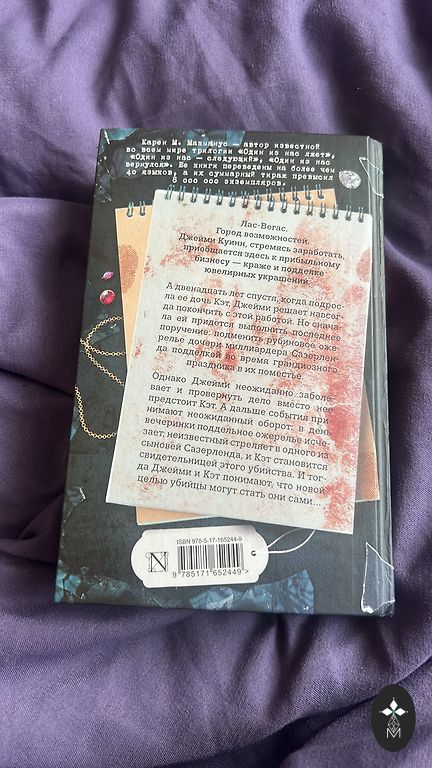 Карен М. Макманус — автор известной
во всем мире трилогии «Один из нас лжет»,
«Один из нас — следующий», «Один из нас
вернулся». Ее книги переведены на более чем
40 языков, а их суммарный тираж превысил
8 000 000 экземпляров.
Лас-Вегас.
Город возможностей.
Джейми Куинн, стремясь заработать,
приобщается здесь к прибыльному
бизнесу — краже и подделке
ювелирных украшений.
А двенадцать лет спустя, когда подрос-
ла ее дочь Кэт, Джейми решает навсег-
да покончить с этой работой. Но снача-
ла ей придется выполнить последнее
поручение: подменить рубиновое оже-
релье дочери миллиардера Сазерлен-
да подделкой во время грандиозного
праздника в их поместье.
Однако Джейми неожиданно заболе-
вает и провернуть дело вместо нее
предстоит Кэт. А дальше события при-
нимают неожиданный оборот: в день
вечеринки поддельное ожерелье исче-
зает, неизвестный стреляет в одного из
сыновей Сазерленда, и Кэт становится
свидетельницей этого убийства. И тог-
да Джейми и Кэт понимают, что новой
целью убийцы могут стать они сами...
N
ISBN 978-5-17-165244-9
9 785171 652449>
M